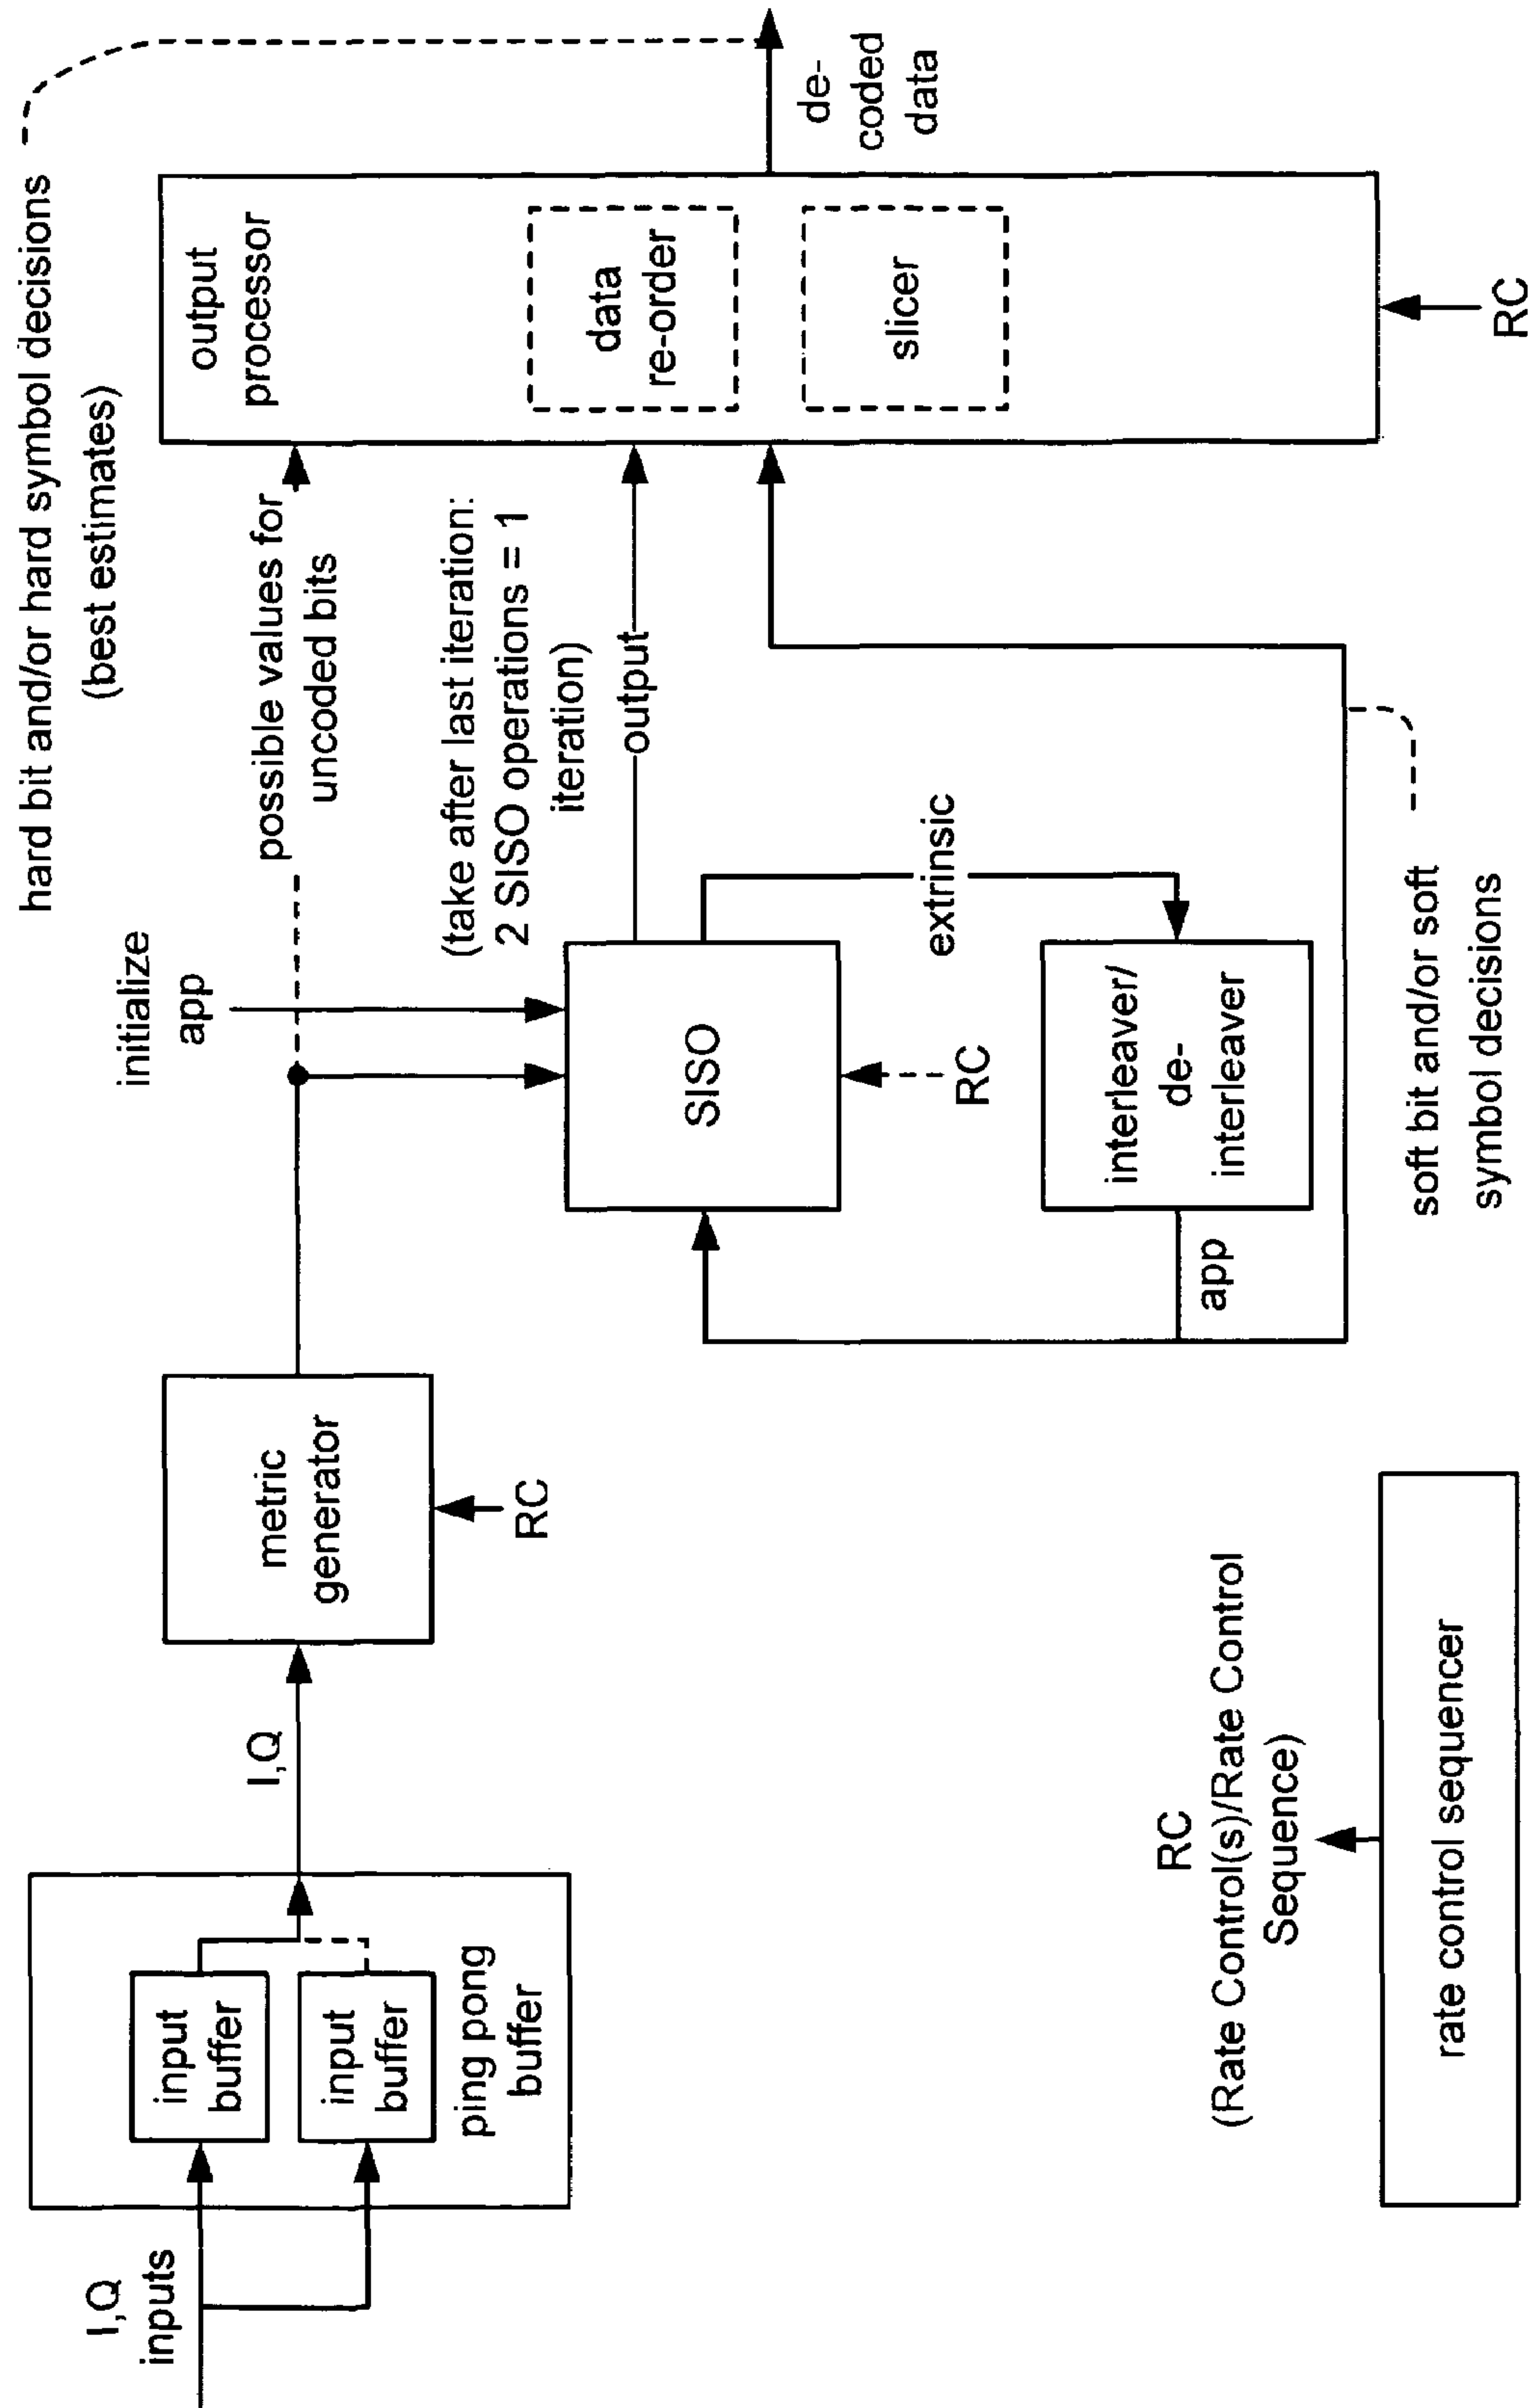 I,Q
inputs
input
buffer
input
buffer
ping pong
buffer
I,Q
metric
generator
RC
initialize
app
possible values for
uncoded bits
(take after last iteration:
2 SISO operations = 1
iteration)
output
SISO
RC
extrinsic
interleaver/
de-
interleaver
app
soft bit and/or soft
symbol decisions
output
processor
data
re-order
slicer
RC
de-
coded
data
hard bit and/or hard symbol decisions
(best estimates)
RC
(Rate Control(s)/Rate Control
Sequence)
rate control sequencer